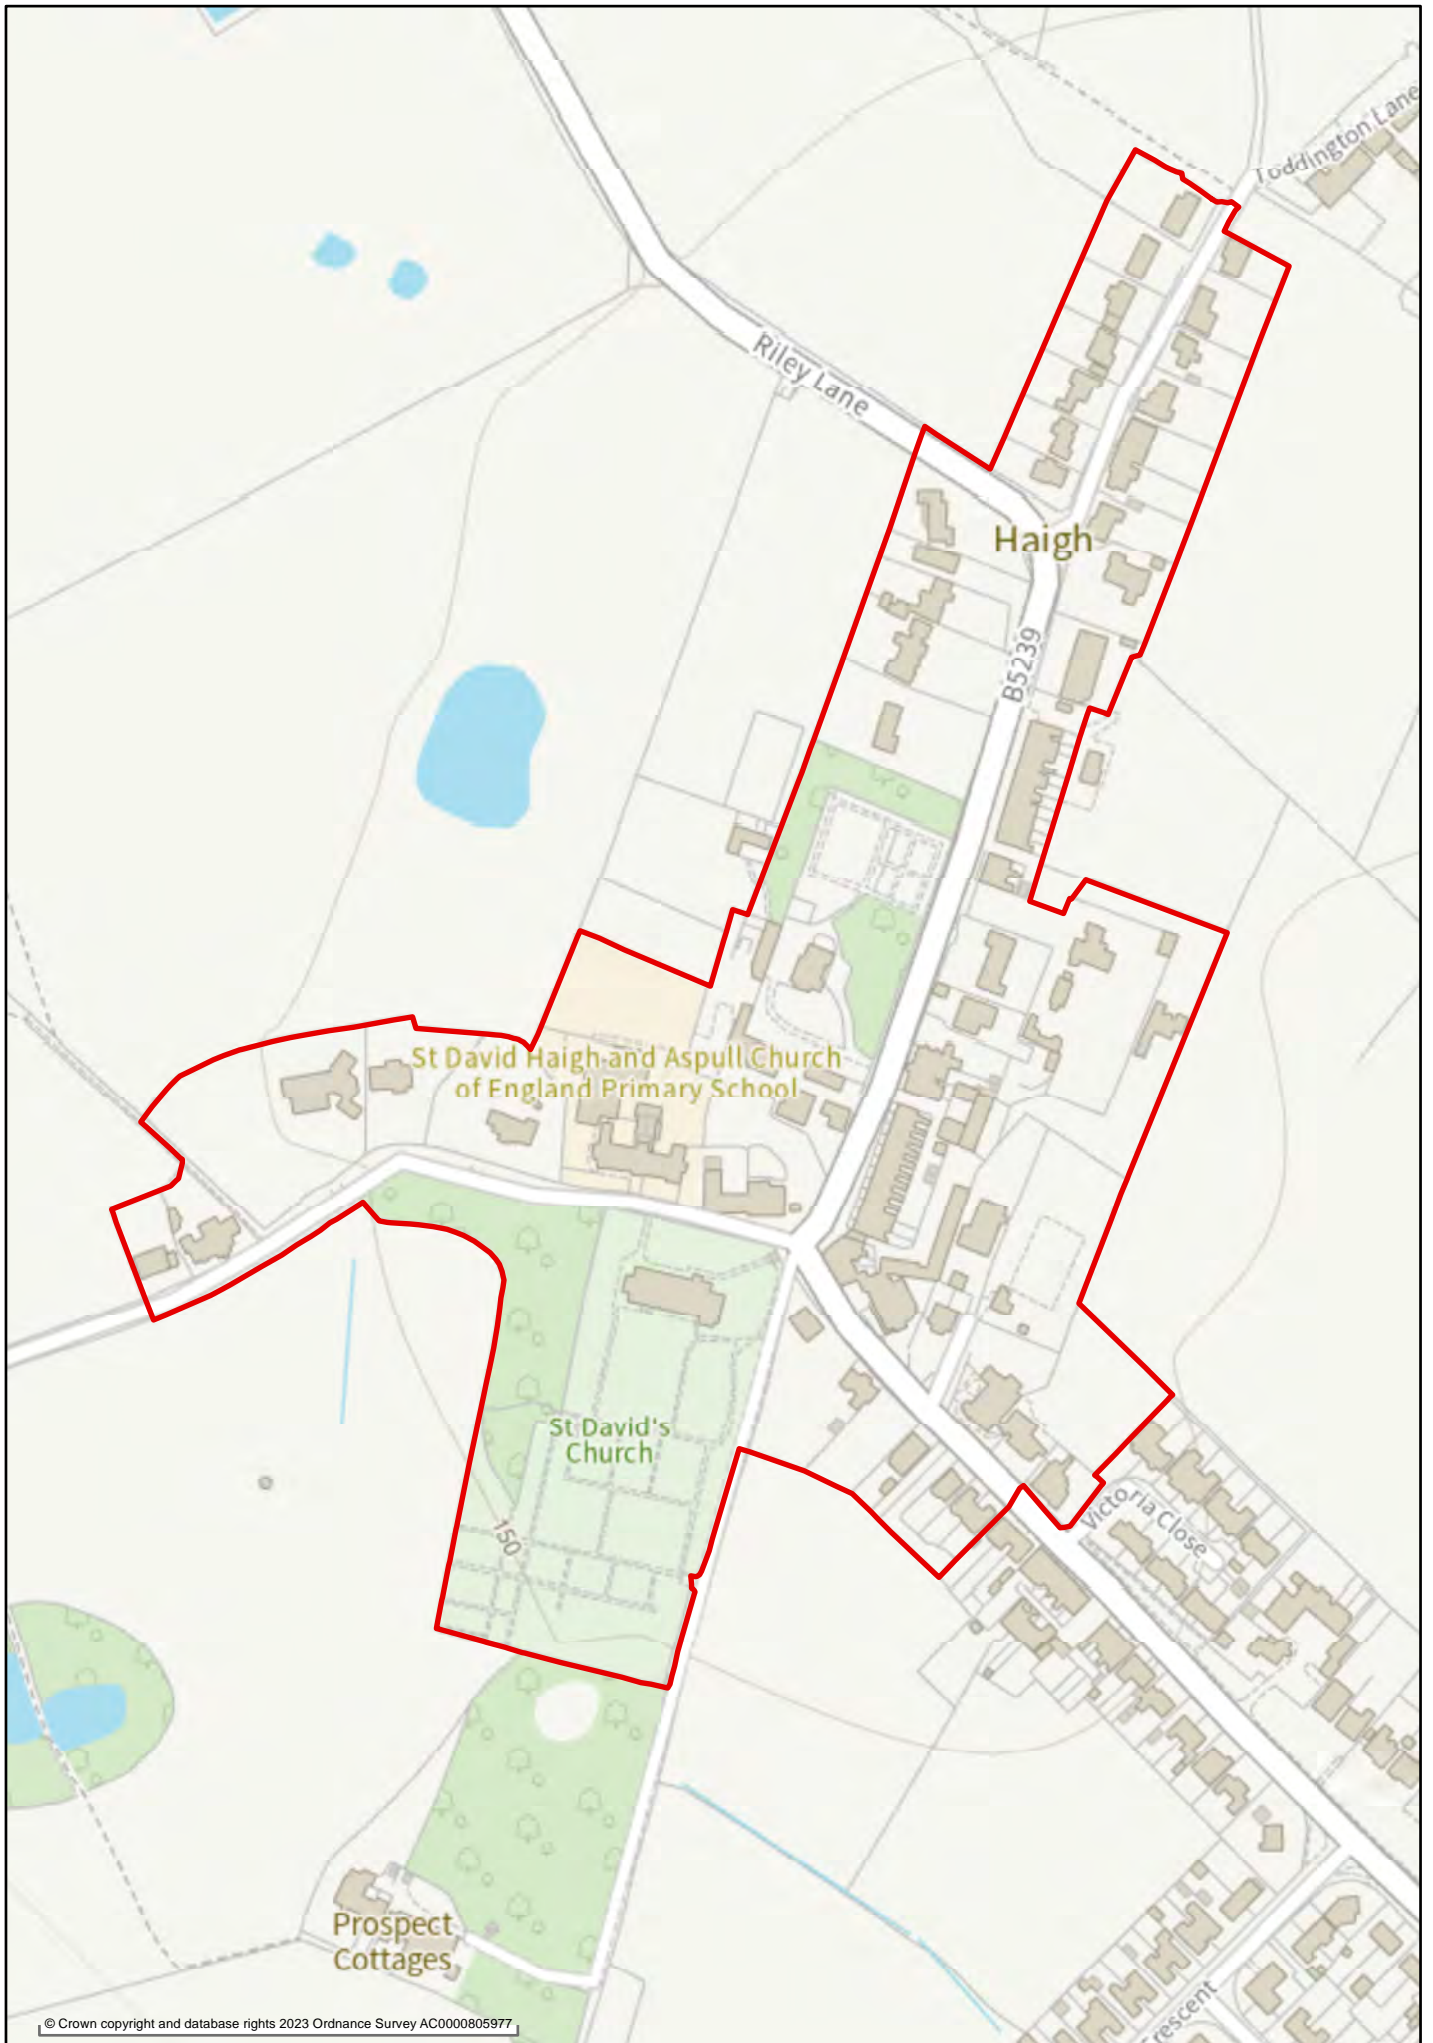 Toddington Lane
Riley Lane
Haigh
B5239
St David Haigh and Aspull Church
of England Primary School
St David's
Church
150
Victoria Close
Prospect
Cottages
Crescent
© Crown copyright and database rights 2023 Ordnance Survey AC0000805977